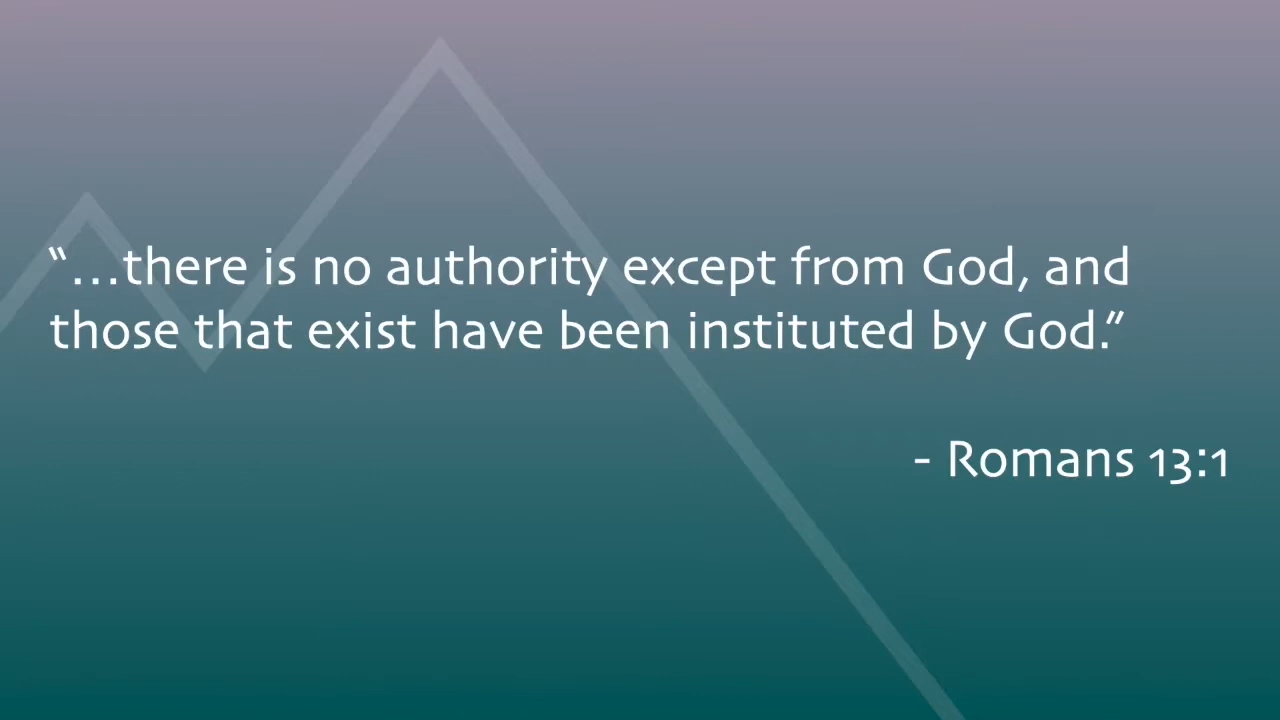 “…there is no authority except from God, and
those that exist have been instituted by God.”
- Romans 13:1